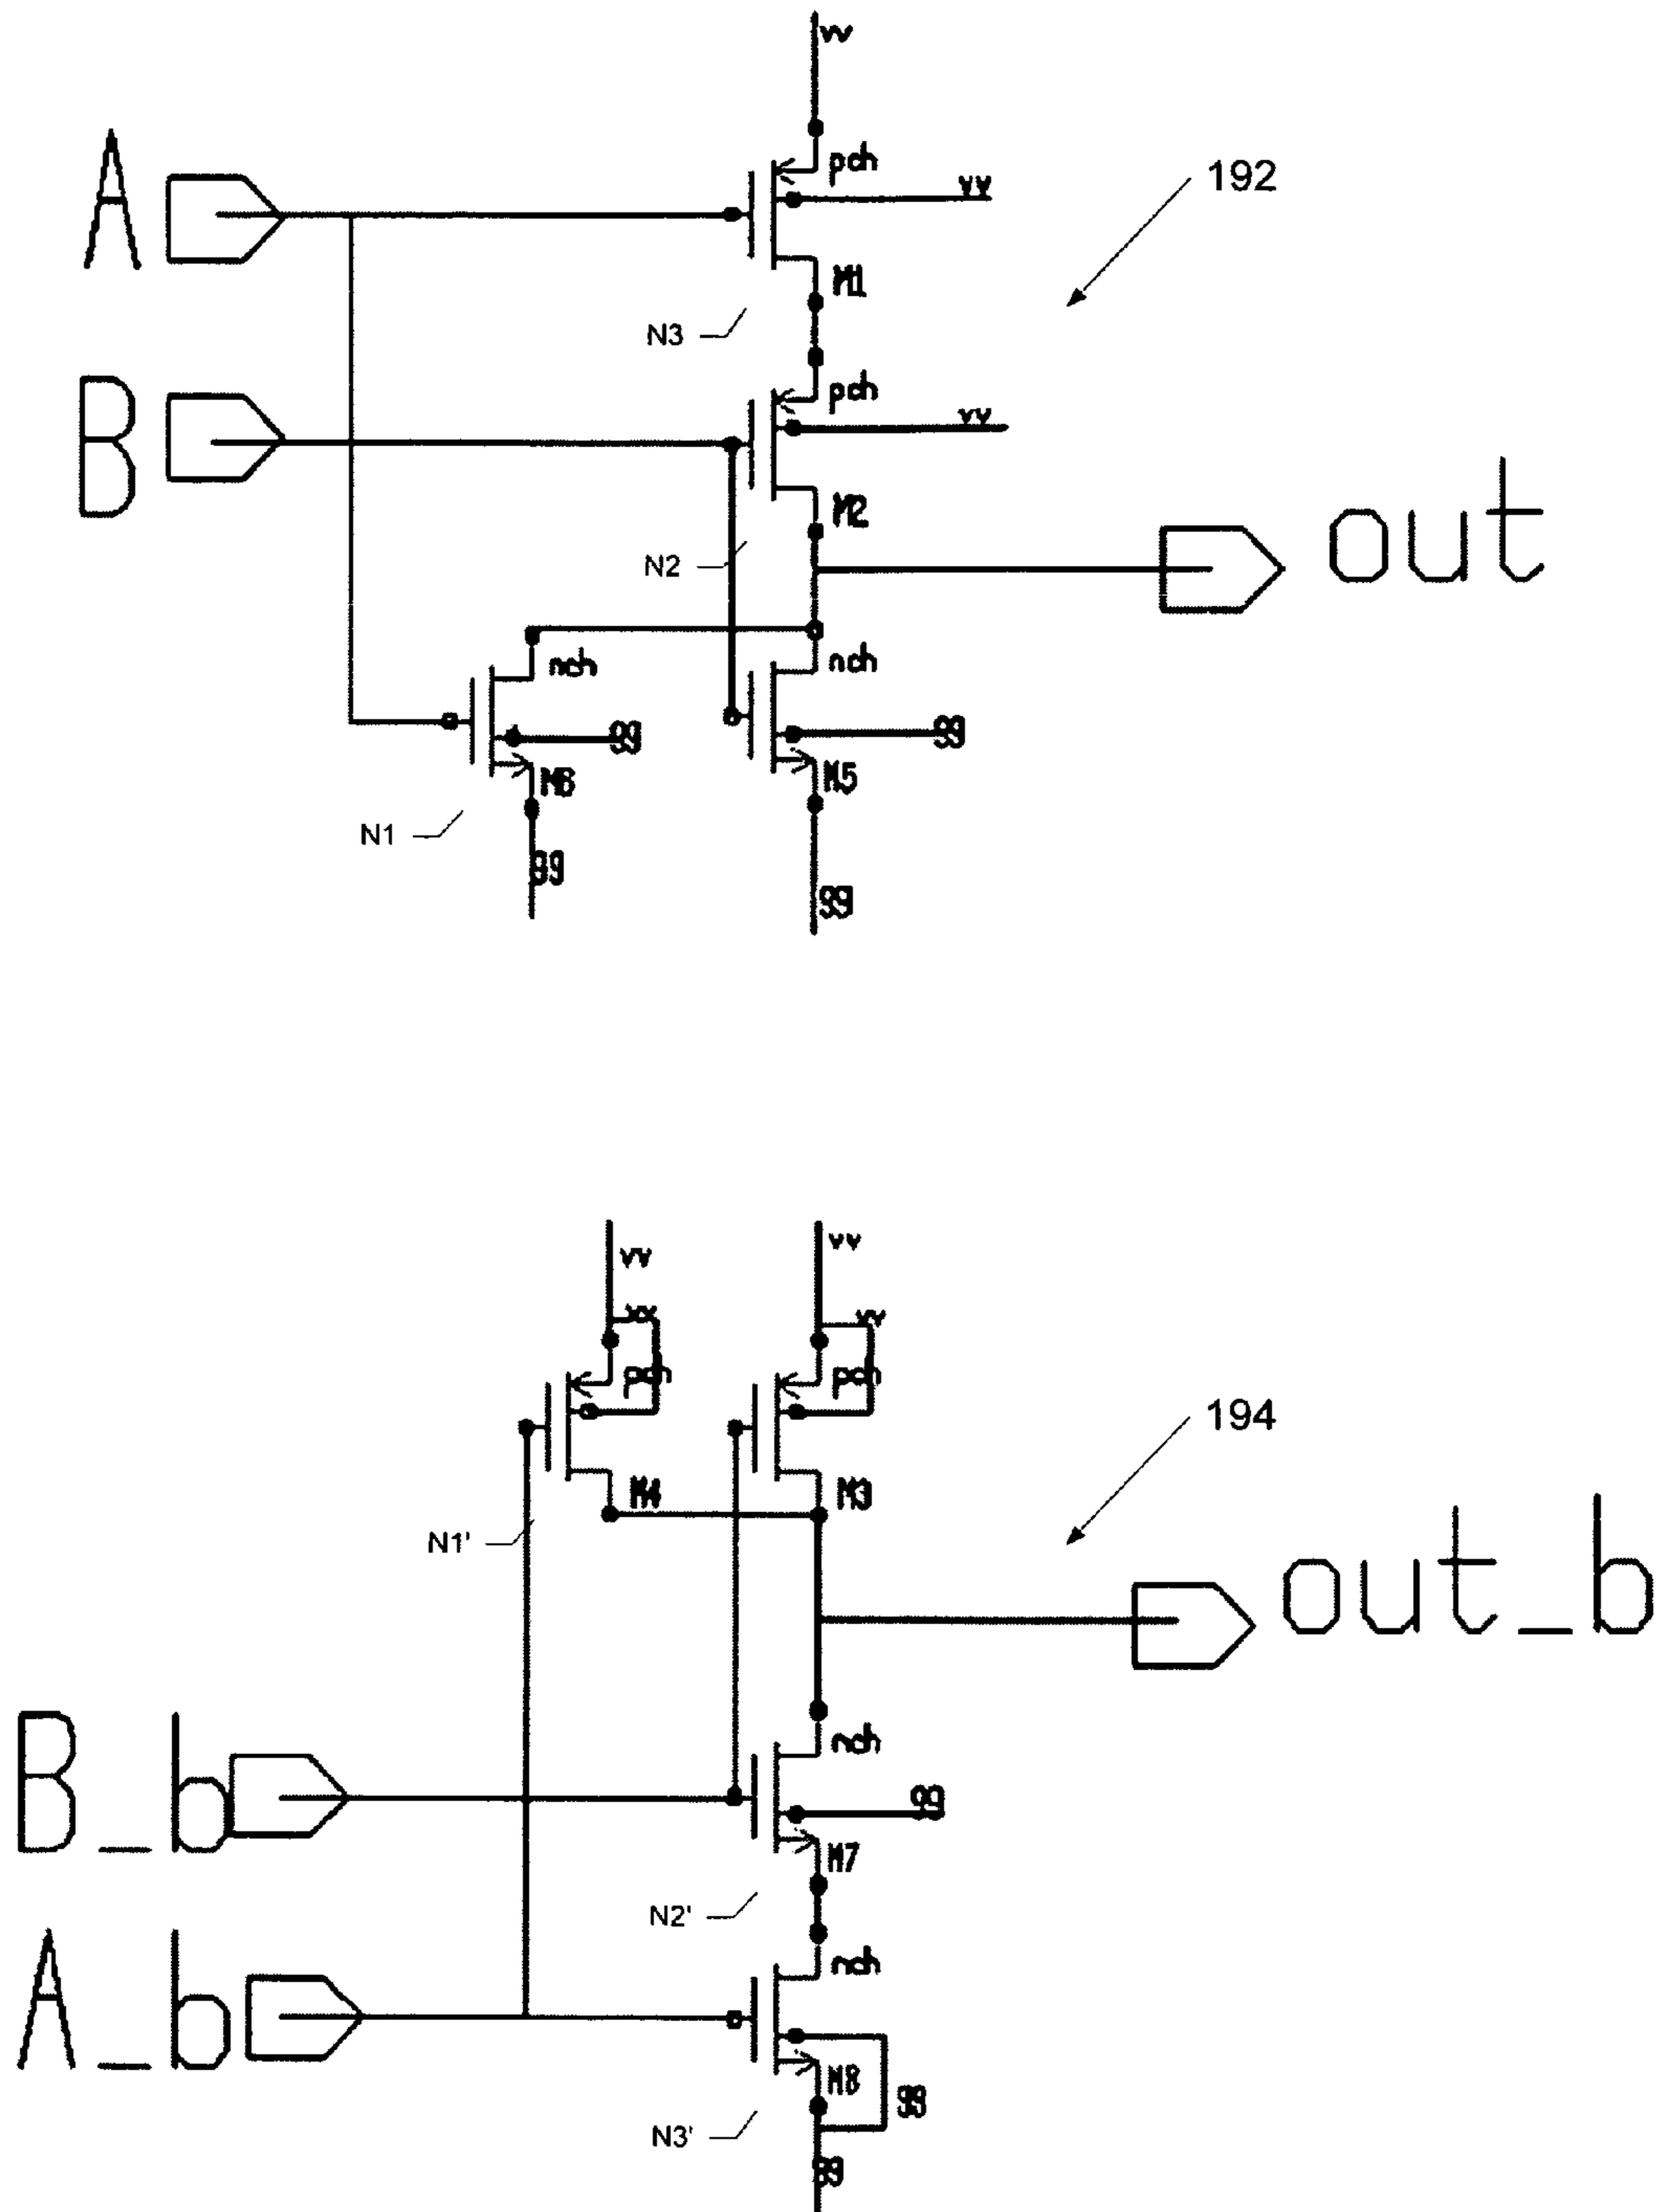 vv
A
pch
vv
192
M1
N3
B
pch
vv
M2
out
N2
nch
nch
gg
gg
M6
M5
N1
gg
gg
vv
vv
vv
vv
pch
pch
194
M4
M3
N1'
out_b
B_b
nch
gg
M7
N2'
A_b
nch
M8
gg
N3'
gg